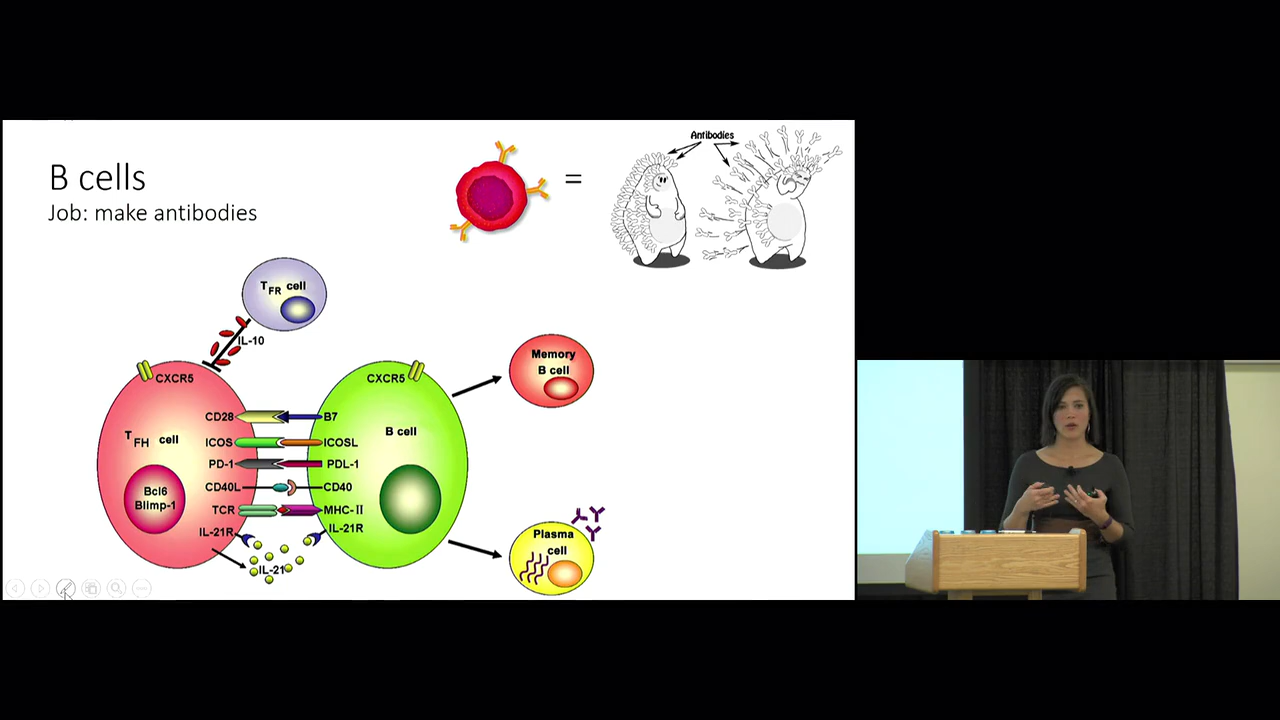 B cells
Job: make antibodies
=
Antibodies
T FR cell
IL-10
CXCR5
CXCR5
CD28
B7
ICOS
ICOSL
PD-1
PDL-1
CD40L
CD40
TCR
MHC-II
IL-21R
IL-21R
IL-21
T FH cell
Bcl6
Blimp-1
B cell
Memory
B cell
Plasma
cell